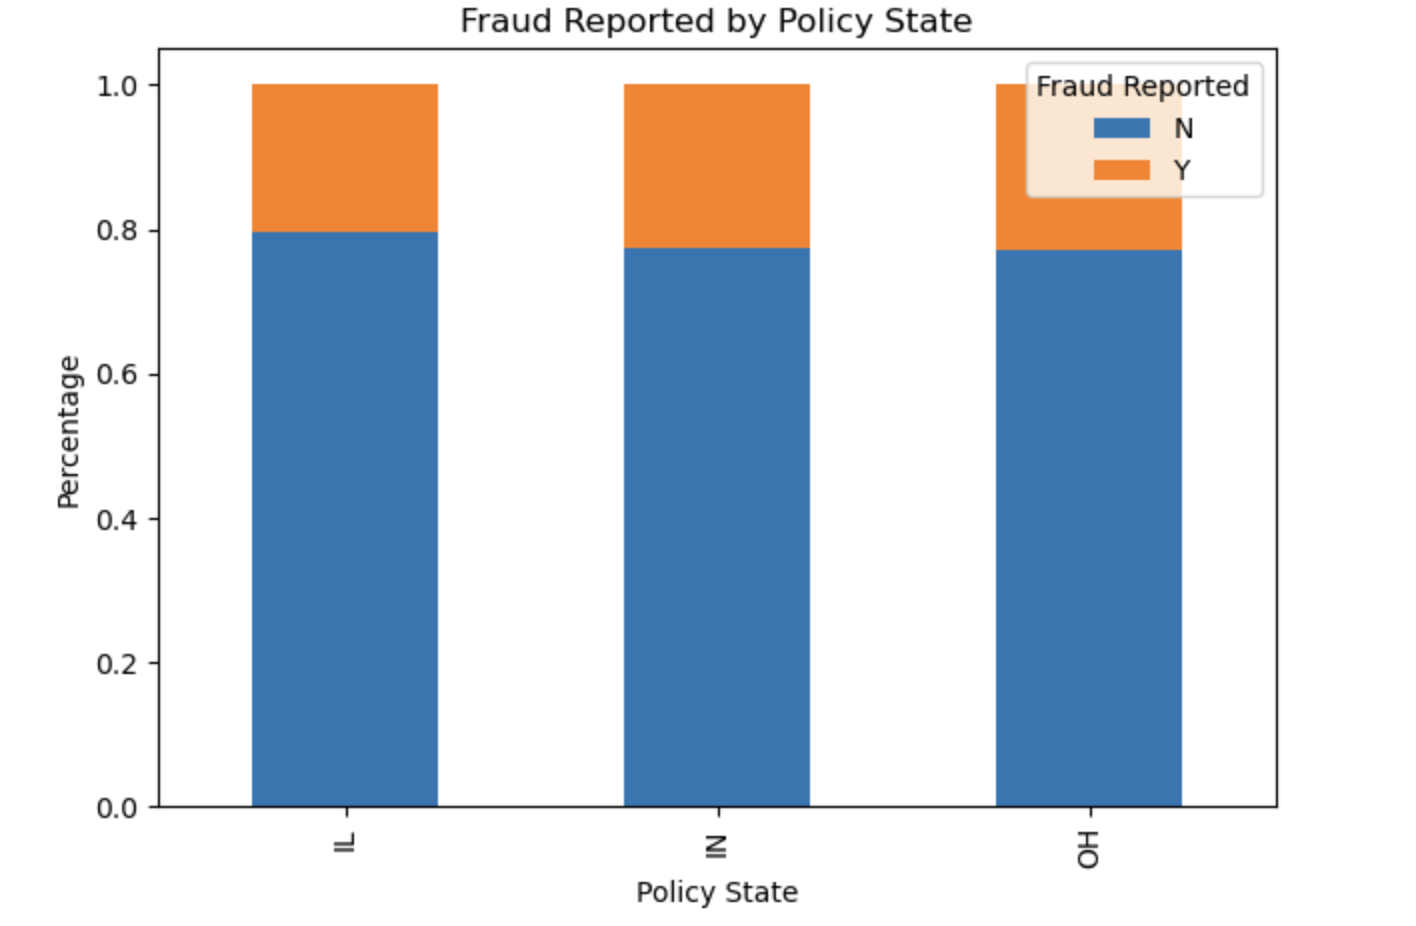 Fraud Reported by Policy State
Fraud Reported
N
Y
Percentage
1.0
0.8
0.6
0.4
0.2
0.0
IL
IN
OH
Policy State